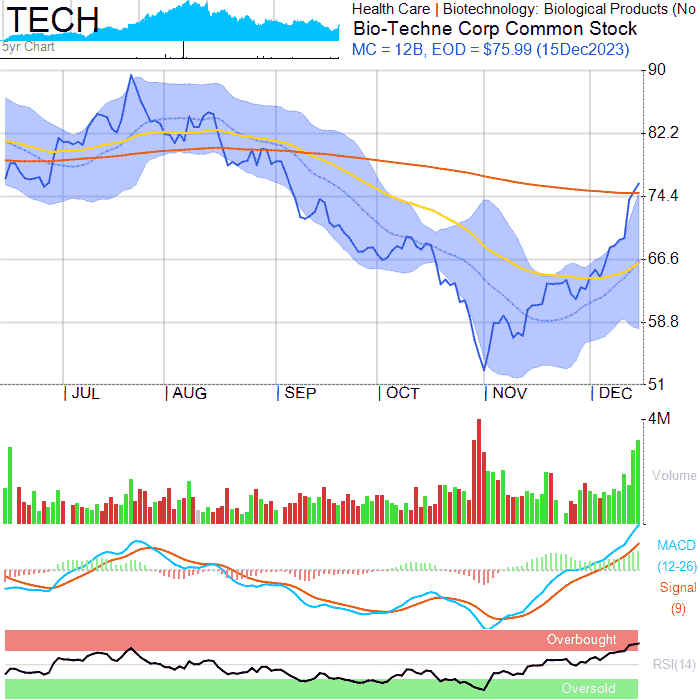 TECH
5yr Chart
Health Care | Biotechnology: Biological Products (No
Bio-Techne Corp Common Stock
MC = 12B, EOD = $75.99 (15Dec2023)
90
82.2
74.4
66.6
58.8
51
JUL AUG SEP OCT NOV DEC
4M
Volume
MACD
(12-26)
Signal
(9)
Overbought
RSI(14)
Oversold